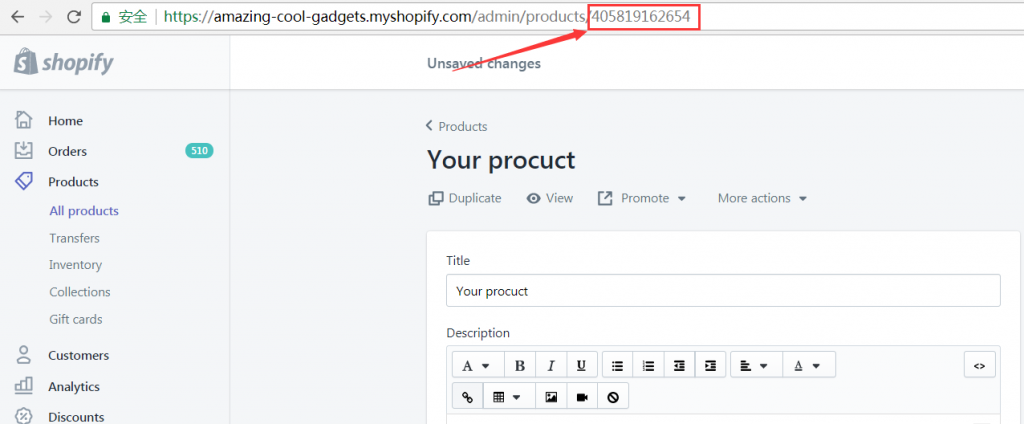 安全 https://amazing-cool-gadgets.myshopify.com/admin/products/405819162654
shopify
Unsaved changes
Home
Orders 510
Products
All products
Transfers
Inventory
Collections
Gift cards
Customers
Analytics
Discounts
Products
Your procuct
Duplicate View Promote More actions
Title
Your procuct
Description
A B I U A <>